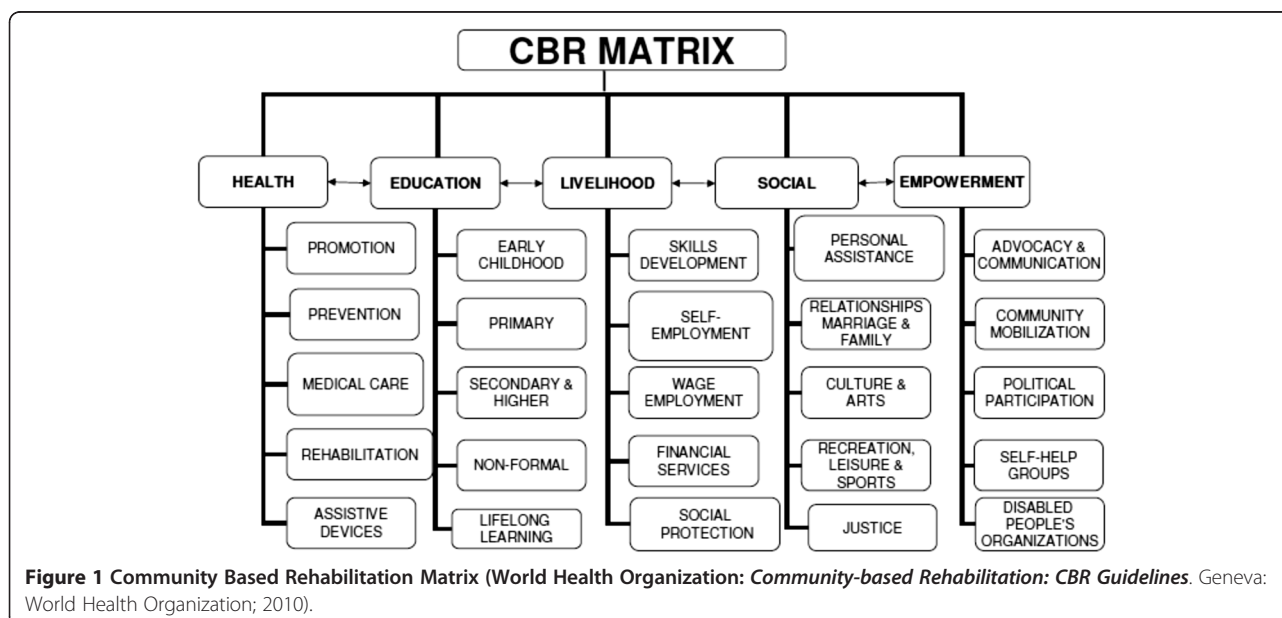 CBR MATRIX
HEALTH
EDUCATION
LIVELIHOOD
SOCIAL
EMPOWERMENT
PROMOTION
PREVENTION
MEDICAL CARE
REHABILITATION
ASSISTIVE
DEVICES
EARLY
CHILDHOOD
PRIMARY
SECONDARY &
HIGHER
NON-FORMAL
LIFELONG
LEARNING
SKILLS
DEVELOPMENT
SELF-
EMPLOYMENT
WAGE
EMPLOYMENT
FINANCIAL
SERVICES
SOCIAL
PROTECTION
PERSONAL
ASSISTANCE
RELATIONSHIPS
MARRIAGE &
FAMILY
CULTURE &
ARTS
RECREATION,
LEISURE &
SPORTS
JUSTICE
ADVOCACY &
COMMUNICATION
COMMUNITY
MOBILIZATION
POLITICAL
PARTICIPATION
SELF-HELP
GROUPS
DISABLED
PEOPLE'S
ORGANIZATIONS
Figure 1 Community Based Rehabilitation Matrix (World Health Organization: Community-based Rehabilitation: CBR Guidelines. Geneva:
World Health Organization; 2010).